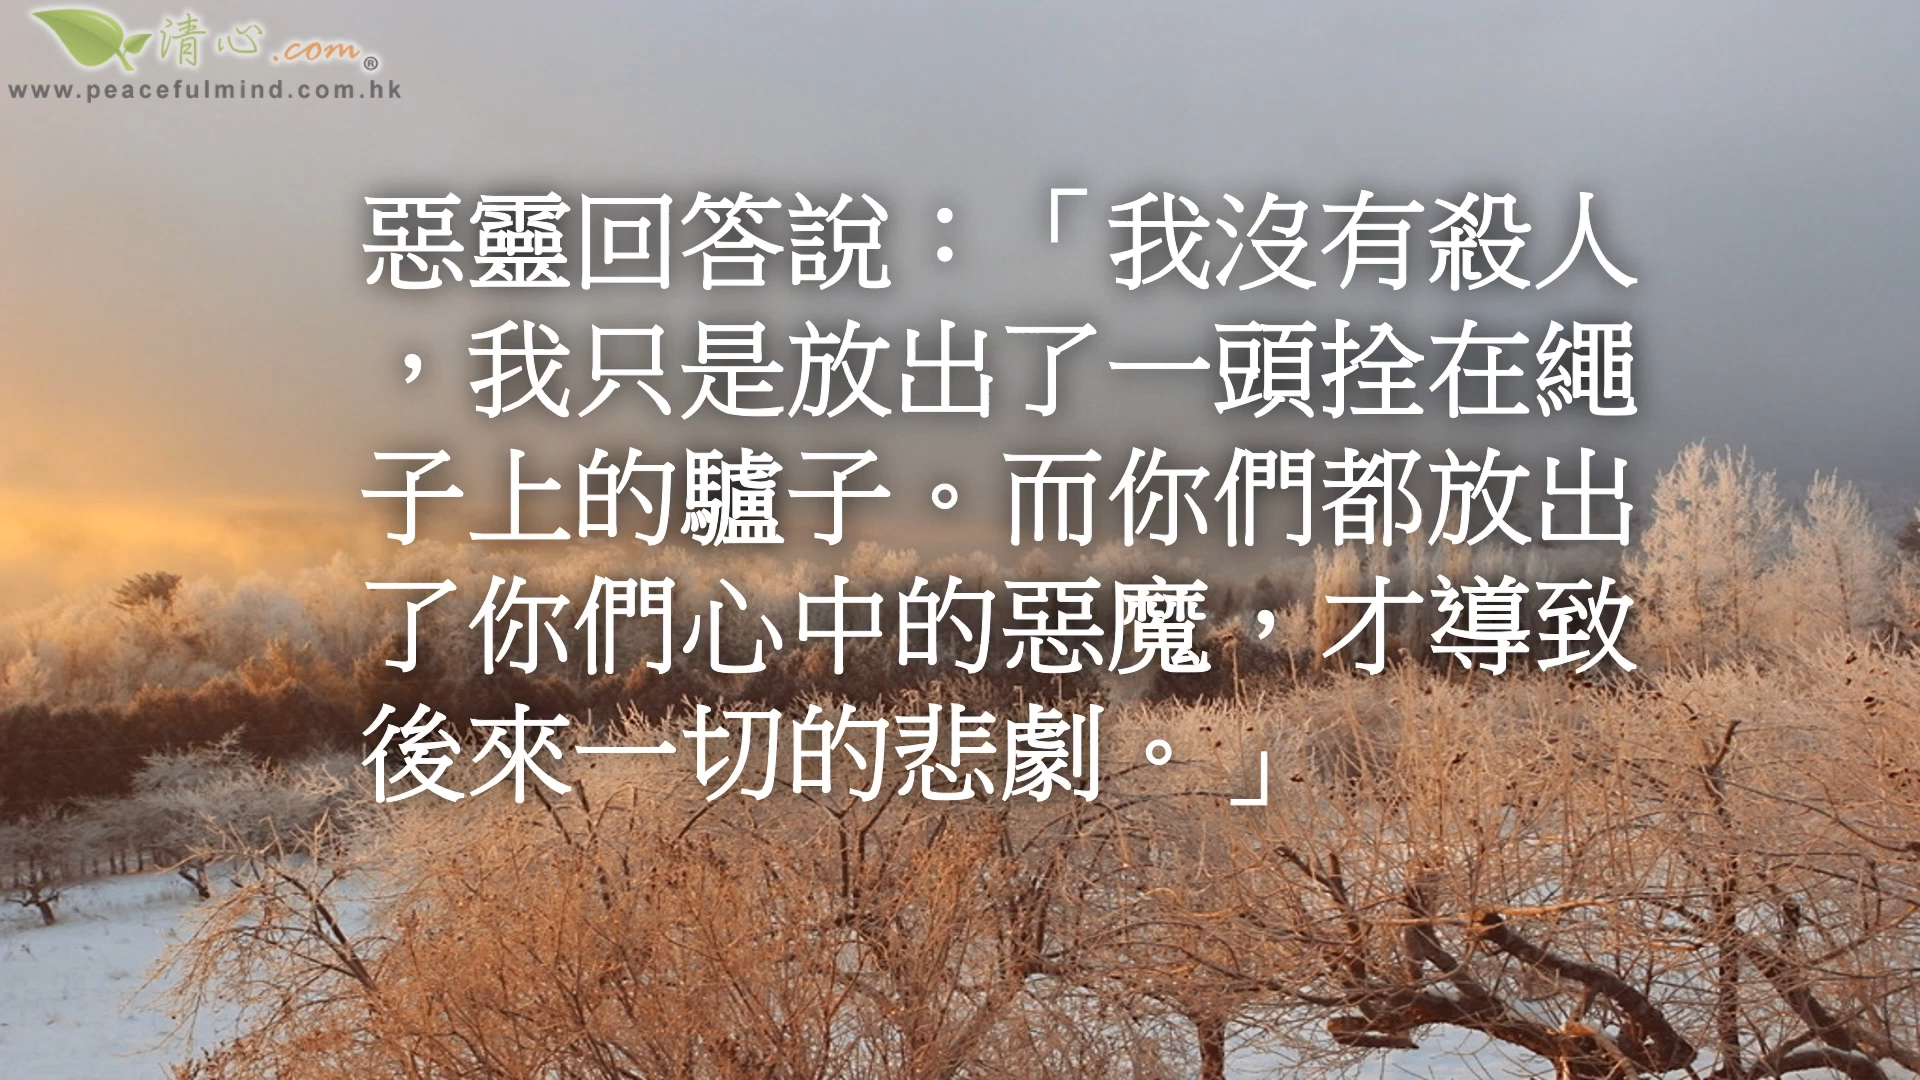 清心.com®
www.peacefulmind.com.hk
惡靈回答說：「我沒有殺人
，我只是放出了一頭拴在繩
子上的驢子。而你們都放出
了你們心中的惡魔，才導致
後來一切的悲劇。」